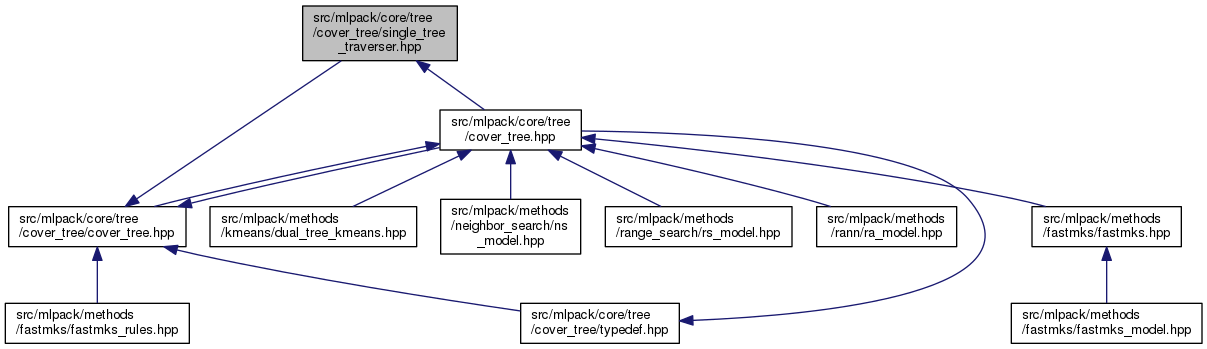 src/mlpack/core/tree
/cover_tree/single_tree
_traverser.hpp
src/mlpack/core/tree
/cover_tree.hpp
src/mlpack/core/tree
/cover_tree/cover_tree.hpp
src/mlpack/methods
/kmeans/dual_tree_kmeans.hpp
src/mlpack/methods
/neighbor_search/ns
_model.hpp
src/mlpack/methods
/range_search/rs_model.hpp
src/mlpack/methods
/rann/ra_model.hpp
src/mlpack/methods
/fastmks/fastmks.hpp
src/mlpack/methods
/fastmks/fastmks_rules.hpp
src/mlpack/core/tree
/cover_tree/typedef.hpp
src/mlpack/methods
/fastmks/fastmks_model.hpp